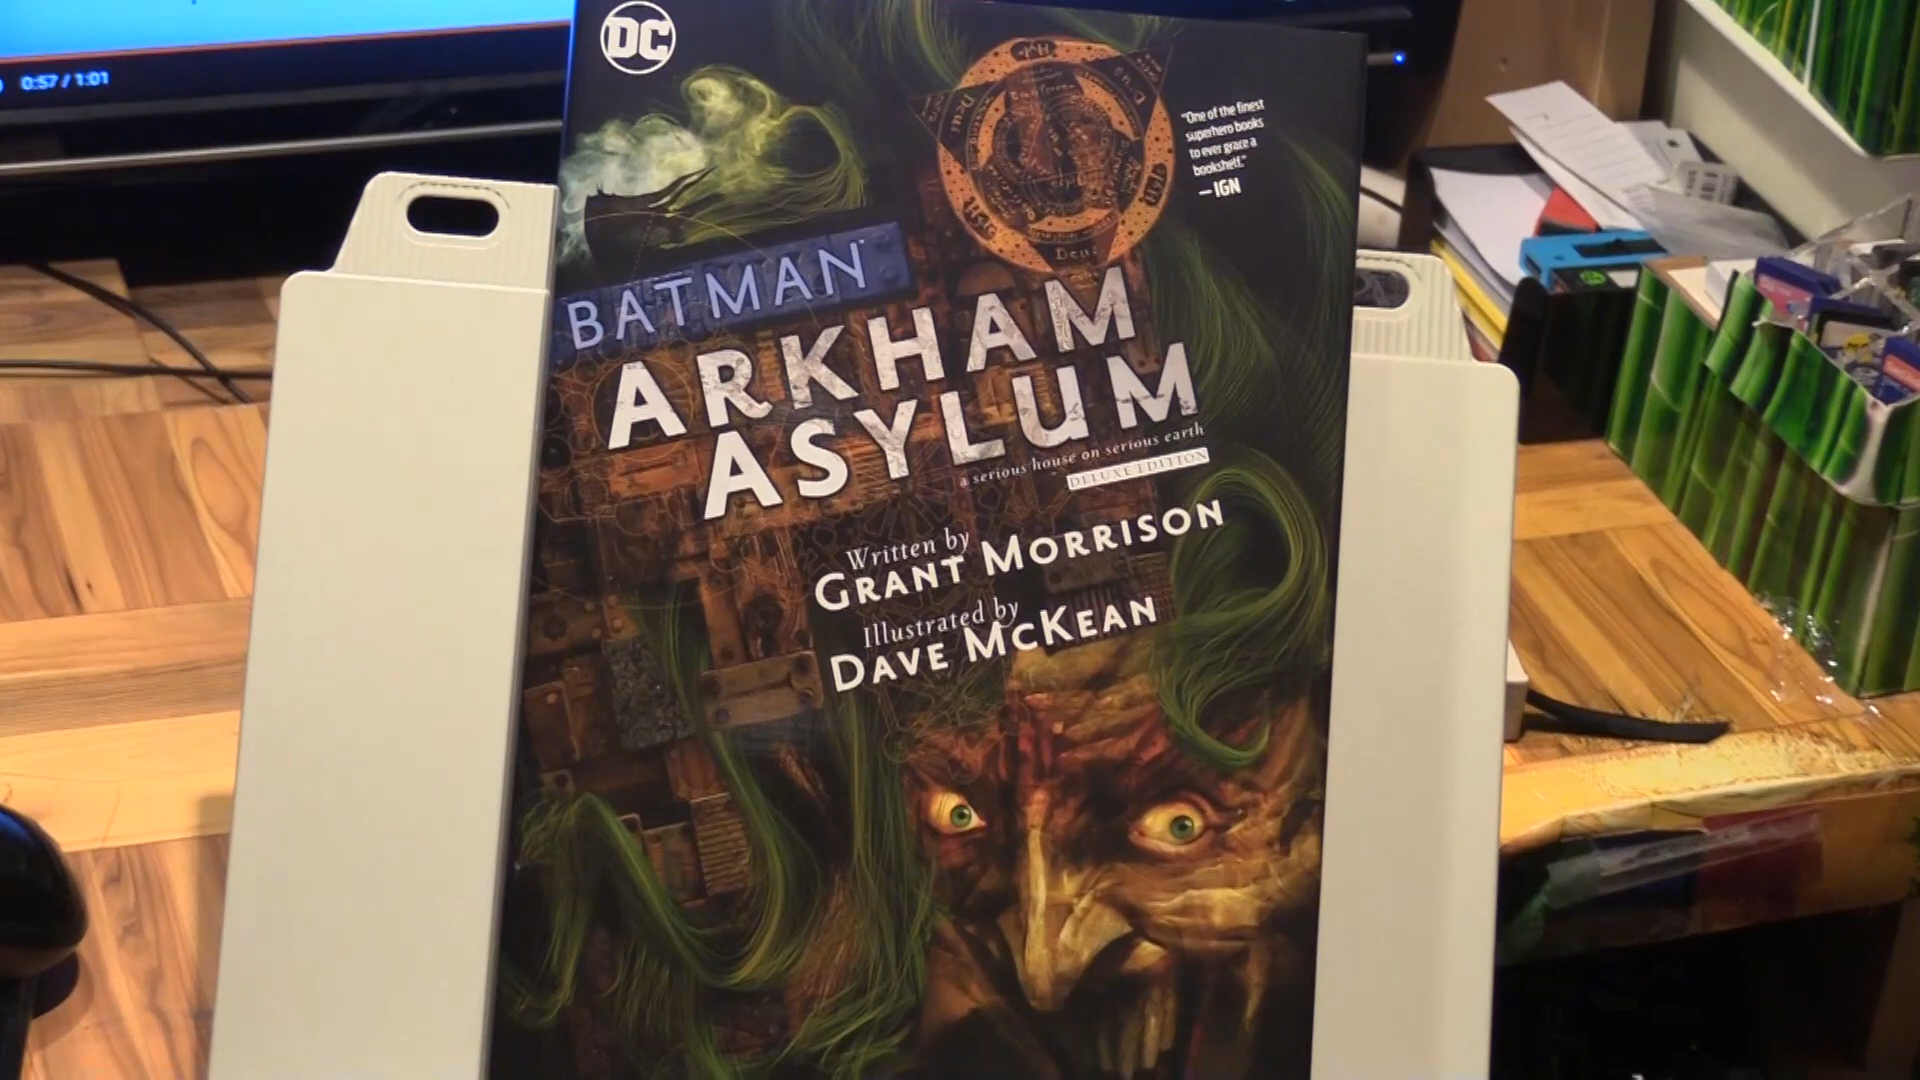 0:57 / 1:01
DC
"One of the finest
superhero books
to ever grace a
bookshelf."
— IGN
BATMAN
ARKHAM
ASYLUM
a serious house on serious earth
DELUXE EDITION
Written by
GRANT MORRISON
Illustrated by
DAVE McKEAN